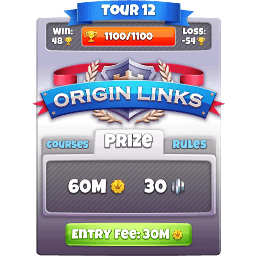 TOUR 12
WIN: 48
1100/1100
LOSS: -54
ORIGIN LINKS
COURSES PRIZE RULES
60M 30
ENTRY FEE: 30M